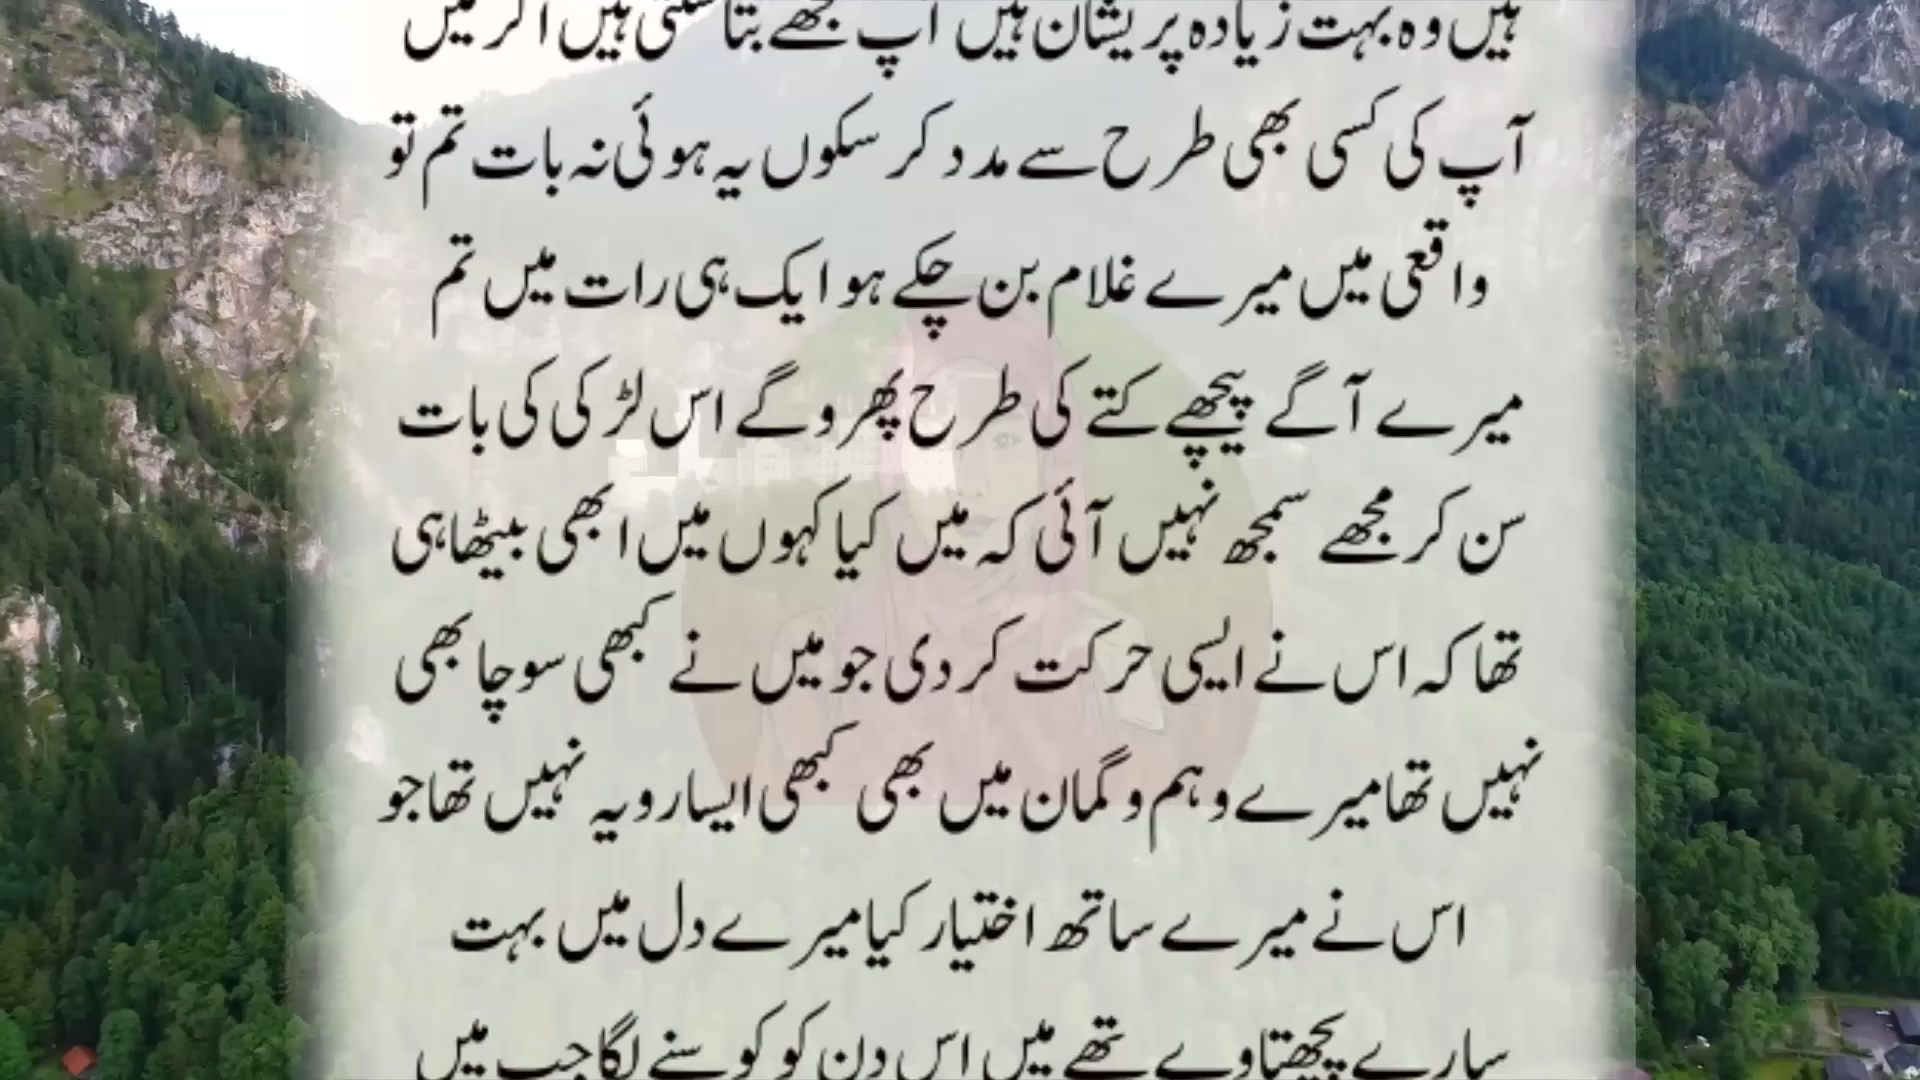 ہیں وہ بہت زیادہ پریشان ہیں آپ مجھے بتا سکتی ہیں اگر میں
آپ کی کسی بھی طرح سے مدد کر سکوں یہ ہوئی نہ بات تم تو
واقعی میں میرے غلام بن چکے ہو ایک ہی رات میں تم
میرے آگے پیچھے کتے کی طرح پھرو گے اس لڑکی کی بات
سن کر مجھے سمجھ نہیں آئی کہ میں کیا کہوں میں ابھی بیٹھا ہی
تھا کہ اس نے ایسی حرکت کر دی جو میں نے کبھی سوچا بھی
نہیں تھا میرے وہم و گمان میں بھی کبھی ایسا رویہ نہیں تھا جو
اس نے میرے ساتھ اختیار کیا میرے دل میں بہت
سارے پچھتاوے تھے میں اس دن کو کوسنے لگا جب میں